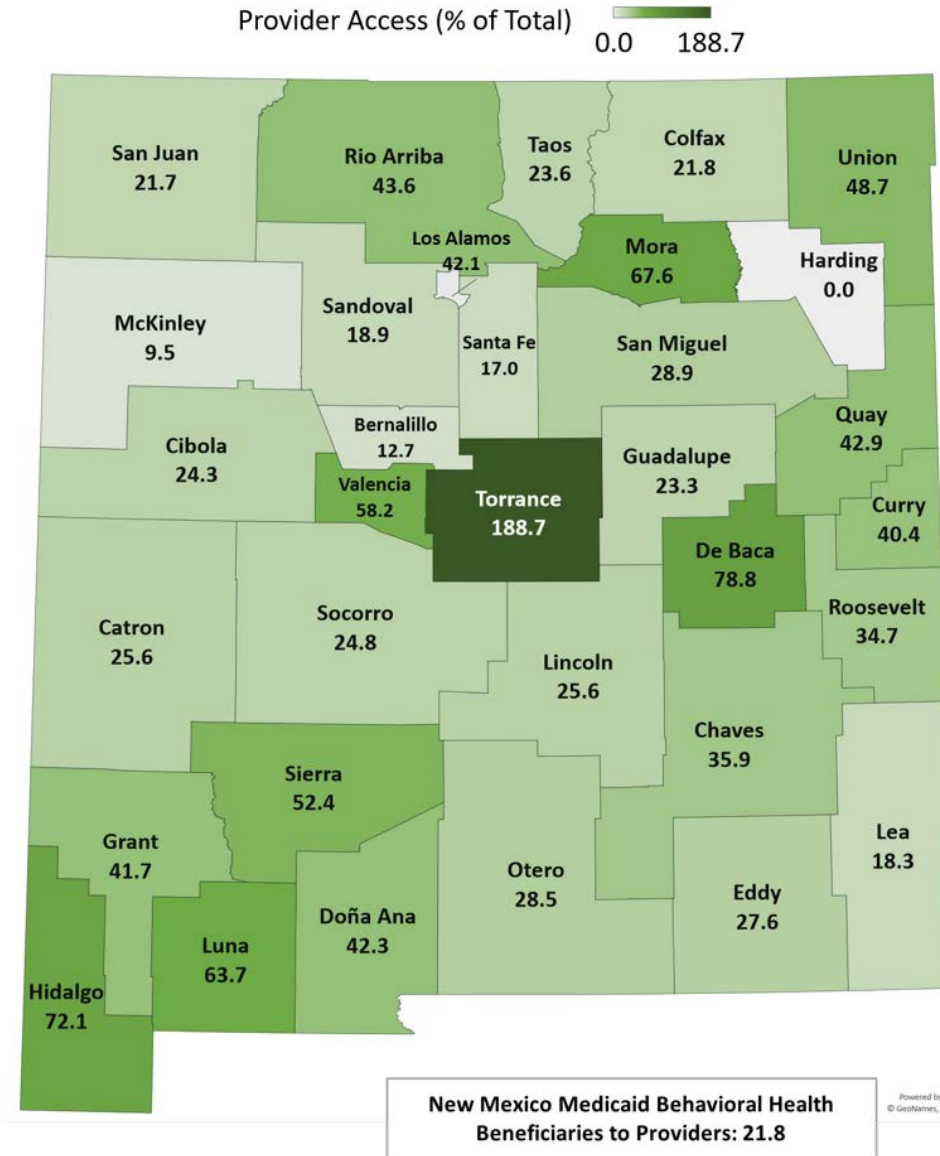 Provider Access (% of Total)
0.0 188.7
San Juan
21.7
Rio Arriba
43.6
Taos
23.6
Colfax
21.8
Union
48.7
Los Alamos
42.1
Mora
67.6
Harding
0.0
McKinley
9.5
Sandoval
18.9
Santa Fe
17.0
San Miguel
28.9
Quay
42.9
Cibola
24.3
Bernalillo
12.7
Valencia
58.2
Torrance
188.7
Guadalupe
23.3
Curry
40.4
De Baca
78.8
Roosevelt
34.7
Catron
25.6
Socorro
24.8
Lincoln
25.6
Chaves
35.9
Sierra
52.4
Grant
41.7
Lea
18.3
Otero
28.5
Eddy
27.6
Doña Ana
42.3
Luna
63.7
Hidalgo
72.1
New Mexico Medicaid Behavioral Health
Beneficiaries to Providers: 21.8
Powered by
© GeoNames,